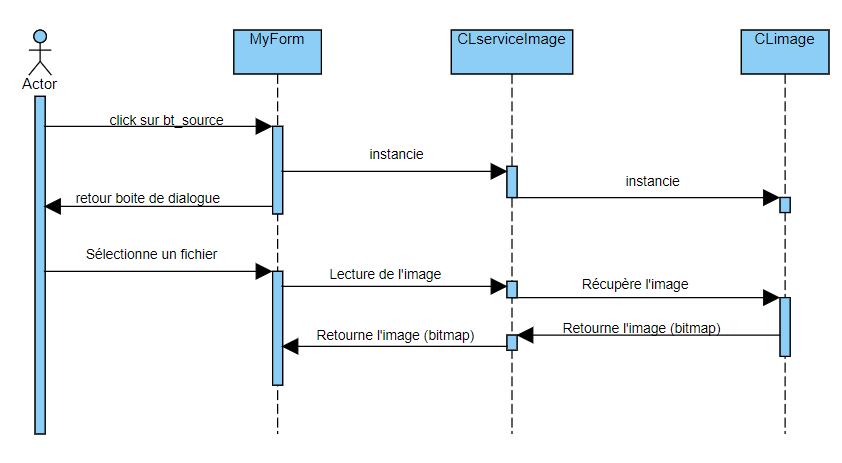 MyForm
CLserviceImage
CLimage
Actor
click sur bt_source
instancie
instancie
retour boite de dialogue
Sélectionne un fichier
Lecture de l'image
Récupère l'image
Retourne l'image (bitmap)
Retourne l'image (bitmap)